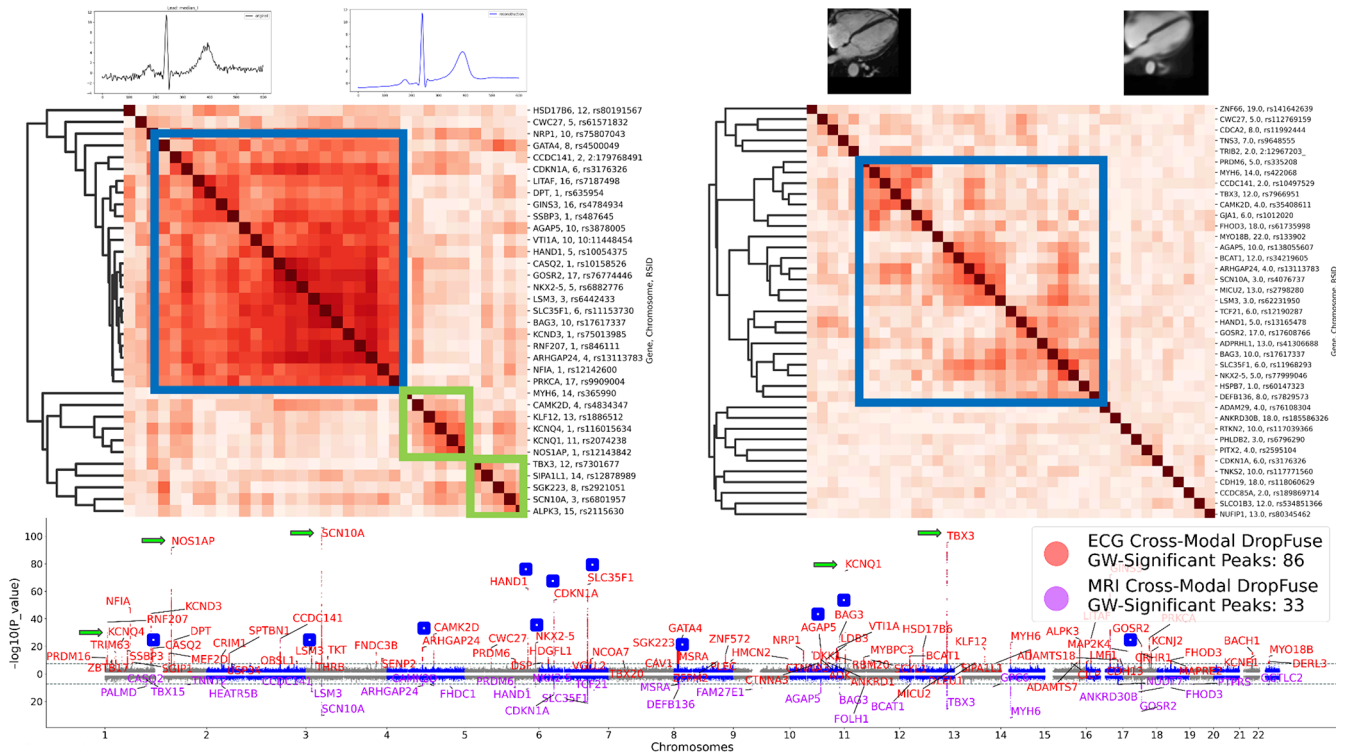 Lead: median_I
original
reconstruction
HSD17B6, 12, rs80191567
CWC27, 5, rs61571832
NRP1, 10, rs75807043
GATA4, 8, rs4500049
CCDC141, 2, 2:179768491
CDKN1A, 6, rs3176326
LITAF, 16, rs7187498
DPT, 1, rs635954
GINS3, 16, rs4784934
SSBP3, 1, rs487645
AGAP5, 10, rs3878005
VTI1A, 10, 10:11448454
HAND1, 5, rs10054375
CASQ2, 1, rs10158526
GOSR2, 17, rs76774446
NKX2-5, 5, rs6882776
LSM3, 3, rs6442433
SLC35F1, 6, rs11153730
BAG3, 10, rs17617337
KCND3, 1, rs75013985
RNF207, 1, rs846111
ARHGAP24, 4, rs13113783
NFIA, 1, rs12142600
PRKCA, 17, rs9909004
MYH6, 14, rs365990
CAMK2D, 4, rs4834347
KLF12, 13, rs1886512
KCNQ4, 1, rs116015634
KCNQ1, 11, rs2074238
NOS1AP, 1, rs12143842
TBX3, 12, rs7301677
SIPA1L1, 14, rs12878989
SGK223, 8, rs2921051
SCN10A, 3, rs6801957
ALPK3, 15, rs2115630
Gene, Chromosome, RSID
ZNF66, 19.0, rs141642639
CWC27, 5.0, rs112769159
CDCA2, 8.0, rs11992444
TNS3, 7.0, rs9648555
TRIB2, 2.0, 2:12967203_
PRDM6, 5.0, rs335208
MYH6, 14.0, rs422068
CCDC141, 2.0, rs10497529
TBX3, 12.0, rs7966951
CAMK2D, 4.0, rs35408611
GJA1, 6.0, rs1012020
FHOD3, 18.0, rs61735998
MYO18B, 22.0, rs133902
AGAP5, 10.0, rs138055607
BCAT1, 12.0, rs34219605
ARHGAP24, 4.0, rs13113783
SCN10A, 3.0, rs4076737
MICU2, 13.0, rs2798280
LSM3, 3.0, rs62231950
TCF21, 6.0, rs12190287
HAND1, 5.0, rs13165478
GOSR2, 17.0, rs17608766
ADPRHL1, 13.0, rs41306688
BAG3, 10.0, rs17617337
SLC35F1, 6.0, rs11968293
NKX2-5, 5.0, rs77999046
HSPB7, 1.0, rs60147323
DEFB136, 8.0, rs7829573
ADAM29, 4.0, rs76108304
ANKRD30B, 18.0, rs185586326
RTKN2, 10.0, rs117039366
PHLDB2, 3.0, rs6796290
PITX2, 4.0, rs2595104
CDKN1A, 6.0, rs3176326
TNKS2, 10.0, rs117771560
CDH19, 18.0, rs118060629
CCDC85A, 2.0, rs189869714
SLCO1B3, 12.0, rs534851366
NUFIP1, 13.0, rs80345462
Gene, Chromosome, RSID
−log10(P_value)
100
80
60
40
20
0
20
NOS1AP
SCN10A
TBX3
KCNQ1
HAND1
CDKN1A
SLC35F1
NFIA
KCND3
RNF207
KCNQ4
DPT
TRIM63
SSBP3
CASQ2
PRDM16
MEF2D
CRIM1
SPTBN1
CCDC141
OBSL1
LSM3
TKT
FNDC3B
SENP2
CAMK2D
ARHGAP24
CWC27
PRDM6
NKX2-5
HDGFL1
DSP
NCOA7
TBX20
CAV1
SGK223
GATA4
MSRA
ZNF572
HMCN2
NRP1
AGAP5
BAG3
VTI1A
LDB3
DKK1
RBM20
ANKRD1
HSD17B6
BCAT1
MICU2
KLF12
MYH6
ALPK3
ADAMTS18
MYH6
ADAMTS7
LITAF
MAP2K4
LMF1
GOSR2
PRKCA
KCNJ2
FHOD3
BACH1
KCNE1
MYO18B
DERL3
PALMD
CASQ2
TBX15
HEATR5B
CCDC141
LSM3
SCN10A
ARHGAP24
FHDC1
PRDM6
HAND1
CDKN1A
SLC35F1
TCF21
MSRA
DEFB136
FAM27E1
AGAP5
BAG3
FOLH1
BCAT1
TBX3
MYH6
ANKRD30B
GOSR2
FHOD3
ECG Cross-Modal DropFuse
GW-Significant Peaks: 86
MRI Cross-Modal DropFuse
GW-Significant Peaks: 33
1 2 3 4 5 6 7 8 9 10 11 12 13 14 15 16 17 18 19 20 21 22
Chromosomes